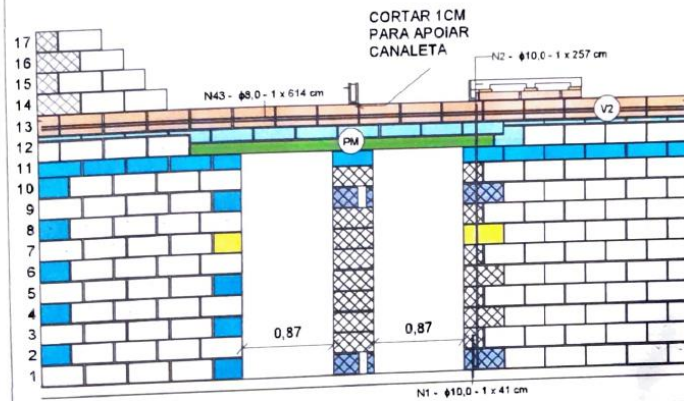 CORTAR 1CM
PARA APOIAR
CANALETA
N2 - ϕ10,0 - 1 x 257 cm
N43 - ϕ8,0 - 1 x 614 cm
V2
PM
17
16
15
14
13
12
11
10
9
8
7
6
5
4
3
2
1
0,87
0,87
N1 - ϕ10,0 - 1 x 41 cm